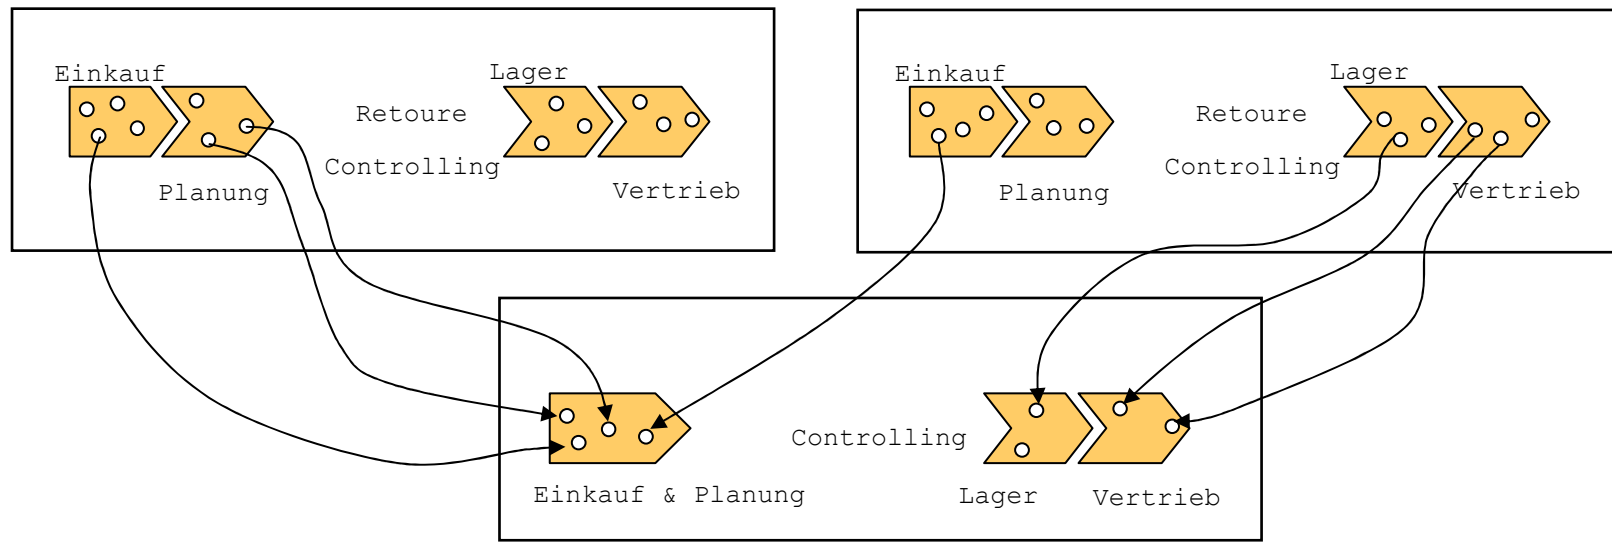 Einkauf
Lager
Retoure
Controlling
Planung
Vertrieb
Einkauf
Lager
Retoure
Controlling
Planung
Vertrieb
Controlling
Einkauf & Planung
Lager
Vertrieb